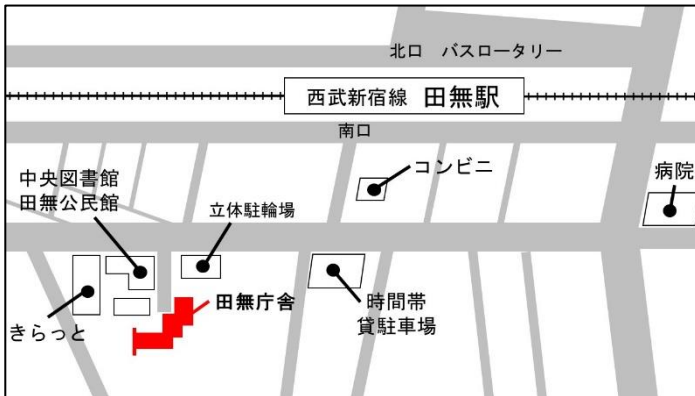 北口　バスロータリー
西武新宿線 田無駅
南口
コンビニ
病院
中央図書館
田無公民館
立体駐輪場
田無庁舎
時間帯
貸駐車場
きらっと